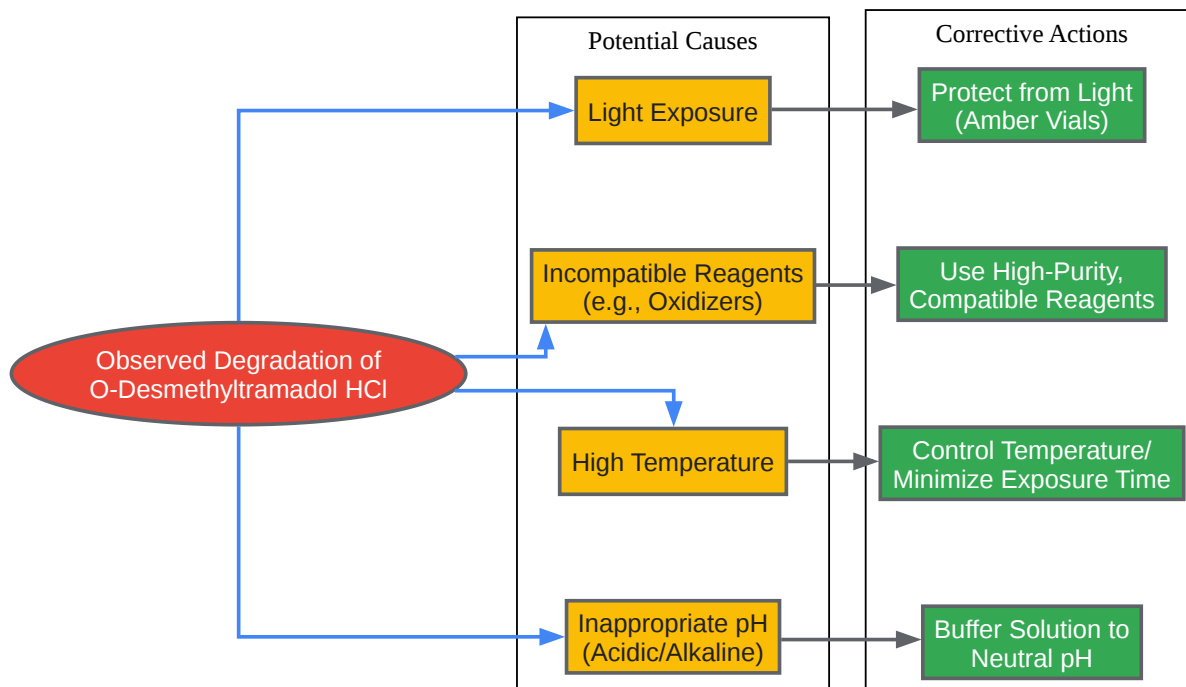 Potential Causes
Corrective Actions
Light Exposure
Protect from Light
(Amber Vials)
Incompatible Reagents
(e.g., Oxidizers)
Use High-Purity,
Compatible Reagents
Observed Degradation of
O-Desmethyltramadol HCl
High Temperature
Control Temperature/
Minimize Exposure Time
Inappropriate pH
(Acidic/Alkaline)
Buffer Solution to
Neutral pH